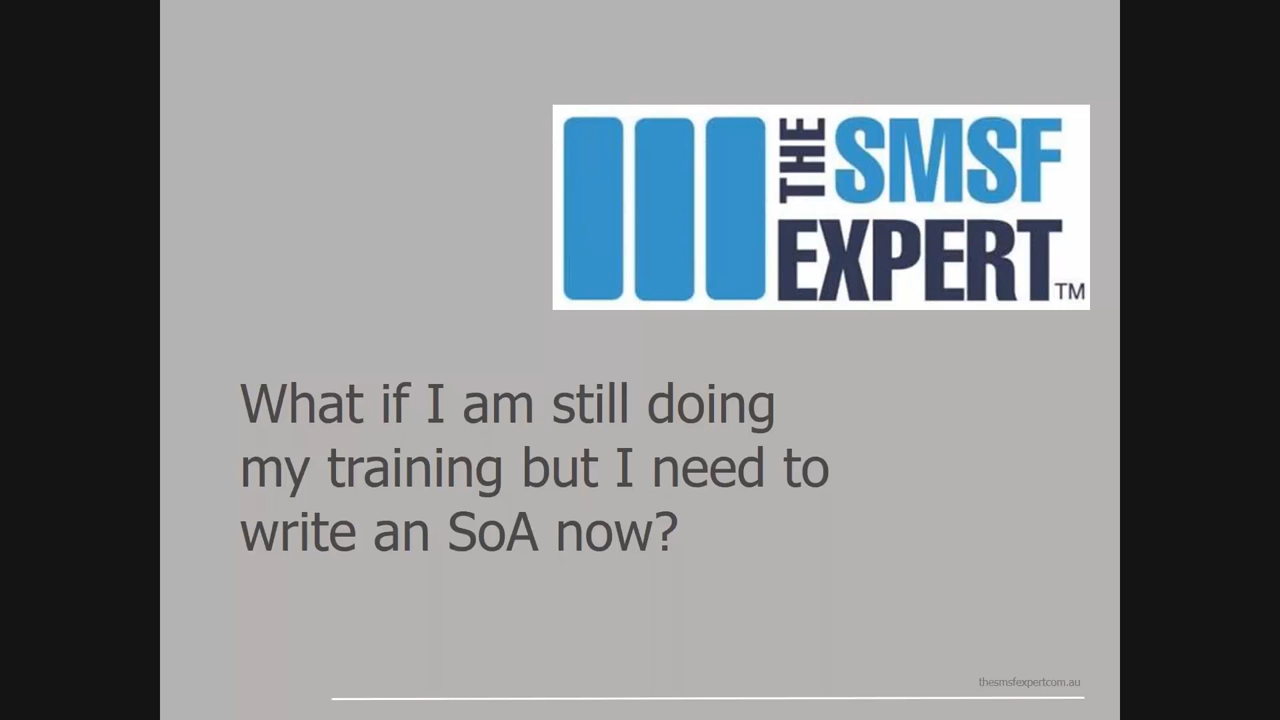 THE SMSF
EXPERT TM
What if I am still doing
my training but I need to
write an SoA now?
thesmsfexpertcom.au